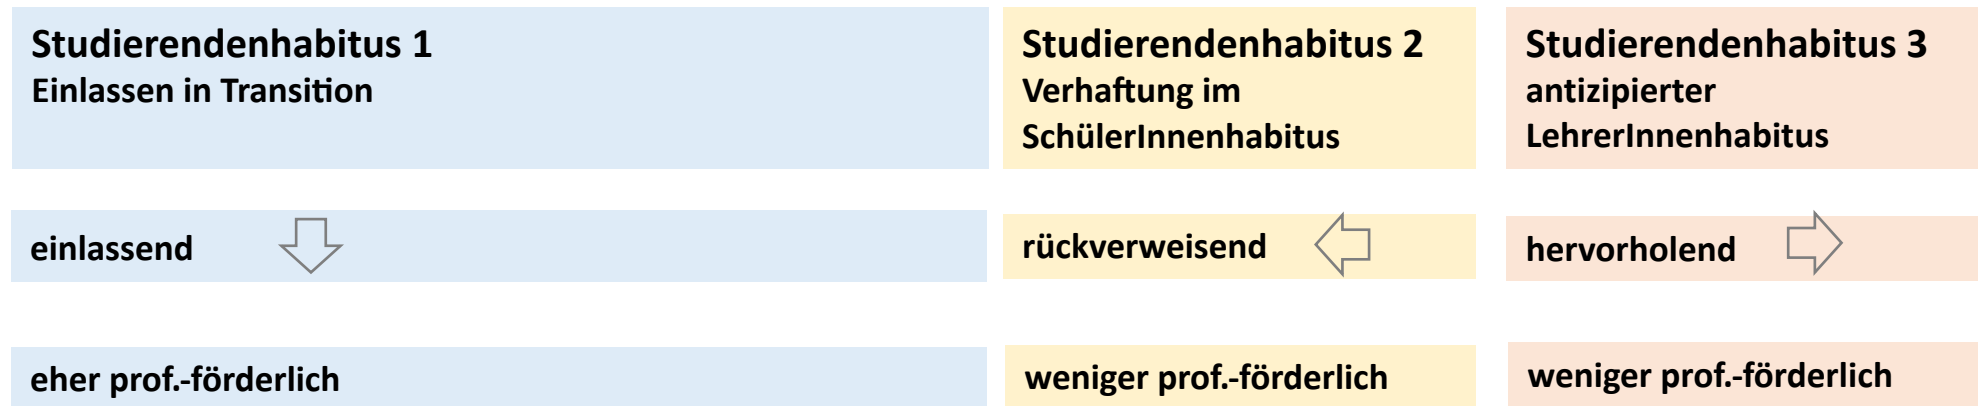 Studierendenhabitus 1
Einlassen in Transition
Studierendenhabitus 2
Verhaftung im
SchülerInnenhabitus
Studierendenhabitus 3
antizipierter
LehrerInnenhabitus
einlassend
rückverweisend
hervorholend
eher prof.-förderlich
weniger prof.-förderlich
weniger prof.-förderlich